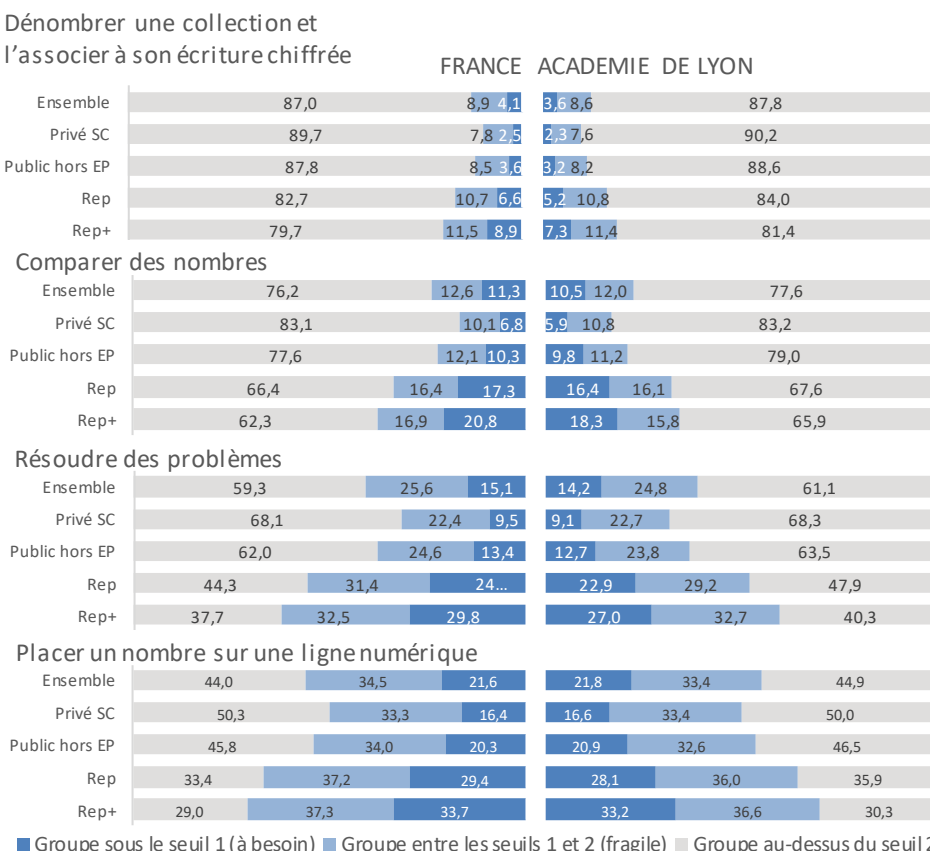 Dénombrer une collection et
l'associer à son écriture chiffrée
FRANCE ACADEMIE DE LYON
Ensemble 87,0 8,9 4,1 3,6 8,6 87,8
Privé SC 89,7 7,8 2,5 2,3 7,6 90,2
Public hors EP 87,8 8,5 3,6 3,2 8,2 88,6
Rep 82,7 10,7 6,6 5,2 10,8 84,0
Rep+ 79,7 11,5 8,9 7,3 11,4 81,4
Comparer des nombres
Ensemble 76,2 12,6 11,3 10,5 12,0 77,6
Privé SC 83,1 10,1 6,8 5,9 10,8 83,2
Public hors EP 77,6 12,1 10,3 9,8 11,2 79,0
Rep 66,4 16,4 17,3 16,4 16,1 67,6
Rep+ 62,3 16,9 20,8 18,3 15,8 65,9
Résoudre des problèmes
Ensemble 59,3 25,6 15,1 14,2 24,8 61,1
Privé SC 68,1 22,4 9,5 9,1 22,7 68,3
Public hors EP 62,0 24,6 13,4 12,7 23,8 63,5
Rep 44,3 31,4 24... 22,9 29,2 47,9
Rep+ 37,7 32,5 29,8 27,0 32,7 40,3
Placer un nombre sur une ligne numérique
Ensemble 44,0 34,5 21,6 21,8 33,4 44,9
Privé SC 50,3 33,3 16,4 16,6 33,4 50,0
Public hors EP 45,8 34,0 20,3 20,9 32,6 46,5
Rep 33,4 37,2 29,4 28,1 36,0 35,9
Rep+ 29,0 37,3 33,7 33,2 36,6 30,3
Groupe sous le seuil 1 (à besoin) Groupe entre les seuils 1 et 2 (fragile) Groupe au-dessus du seuil 2